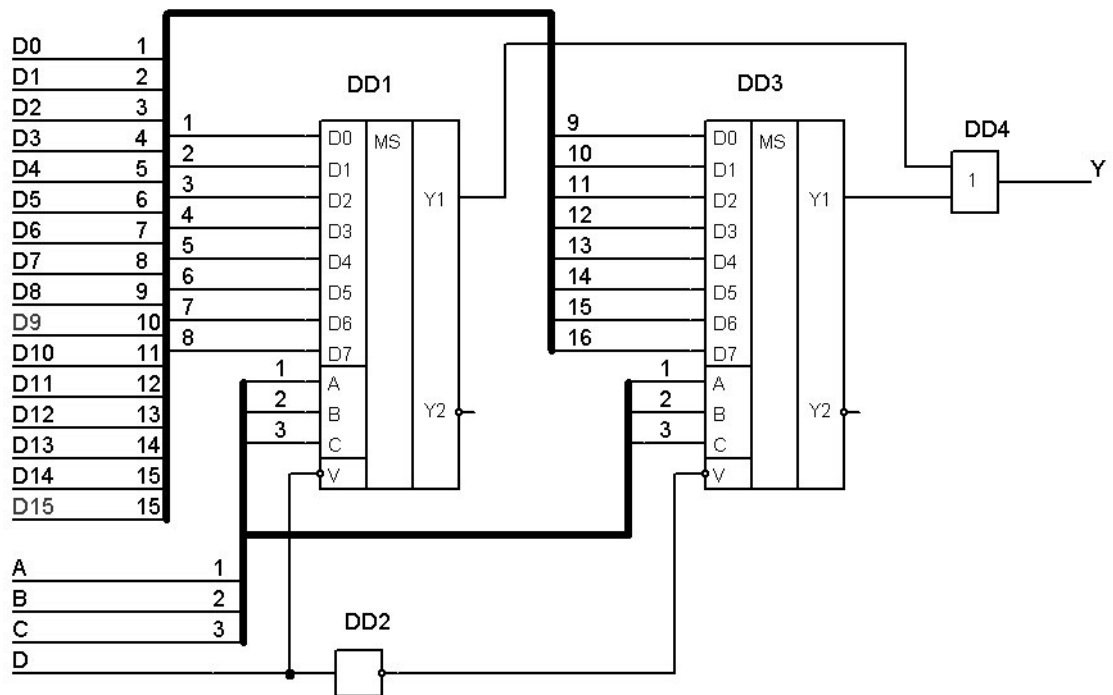 D0 1
D1 2
D2 3
D3 4
D4 5
D5 6
D6 7
D7 8
D8 9
D9 10
D10 11
D11 12
D12 13
D13 14
D14 15
D15 15
A 1
B 2
C 3
D
DD1
1 D0 MS
2 D1
3 D2 Y1
4 D3
5 D4
6 D5
7 D6
8 D7
1 A
2 B Y2
3 C
V
DD2
DD3
9 D0 MS
10 D1
11 D2 Y1
12 D3
13 D4
14 D5
15 D6
16 D7
1 A
2 B Y2
3 C
V
DD4
1
Y